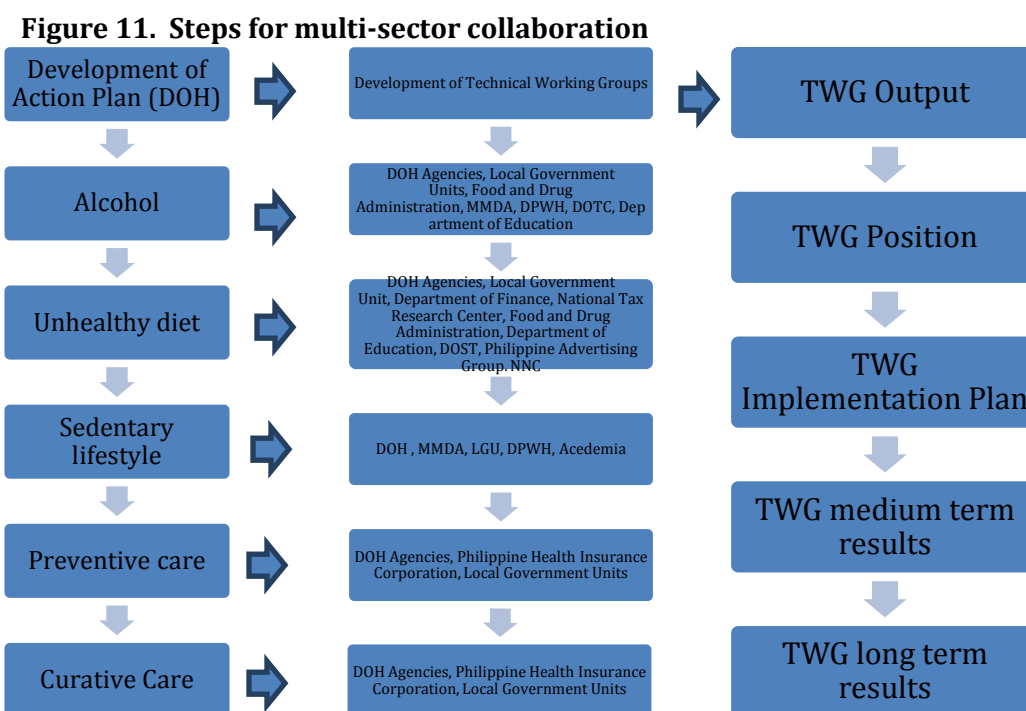 Figure 11.  Steps for multi-sector collaboration
Development of
Action Plan (DOH)
Development of Technical Working Groups
TWG Output
Alcohol
DOH Agencies, Local Government
Units, Food and Drug
Administration, MMDA, DPWH, DOTC, Dep
artment of Education
TWG Position
Unhealthy diet
DOH Agencies, Local Government
Unit, Department of Finance, National Tax
Research Center, Food and Drug
Administration, Department of
Education, DOST, Philippine Advertising
Group. NNC
TWG
Implementation Plan
Sedentary
lifestyle
DOH , MMDA, LGU, DPWH, Acedemia
TWG medium term
results
Preventive care
DOH Agencies, Philippine Health Insurance
Corporation, Local Government Units
Curative Care
DOH Agencies, Philippine Health Insurance
Corporation, Local Government Units
TWG long term
results